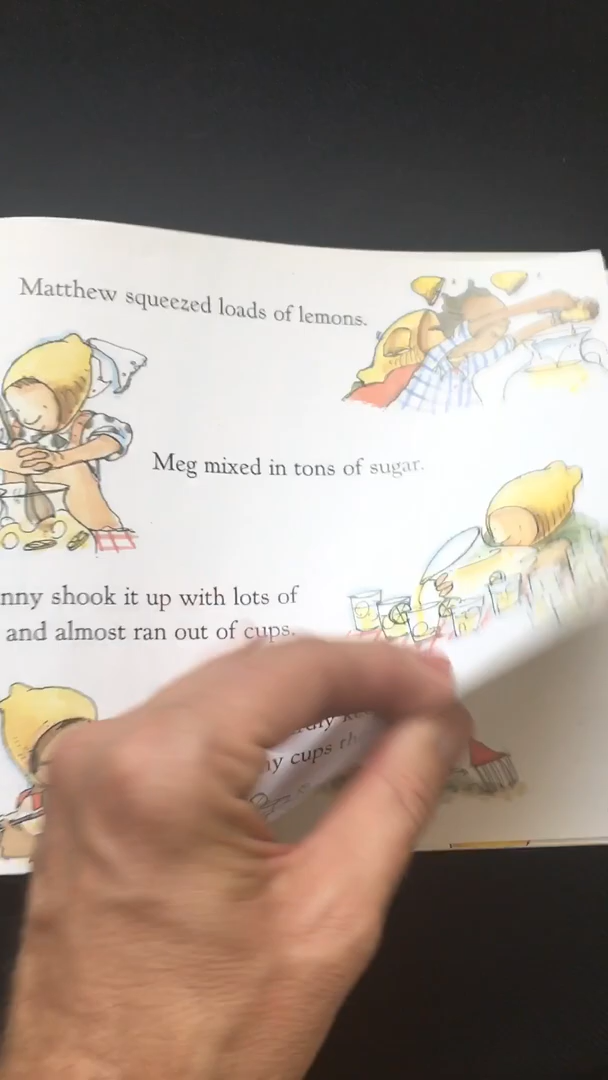 Matthew squeezed loads of lemons.
Meg mixed in tons of sugar.
nny shook it up with lots of
and almost ran out of cups.
cups